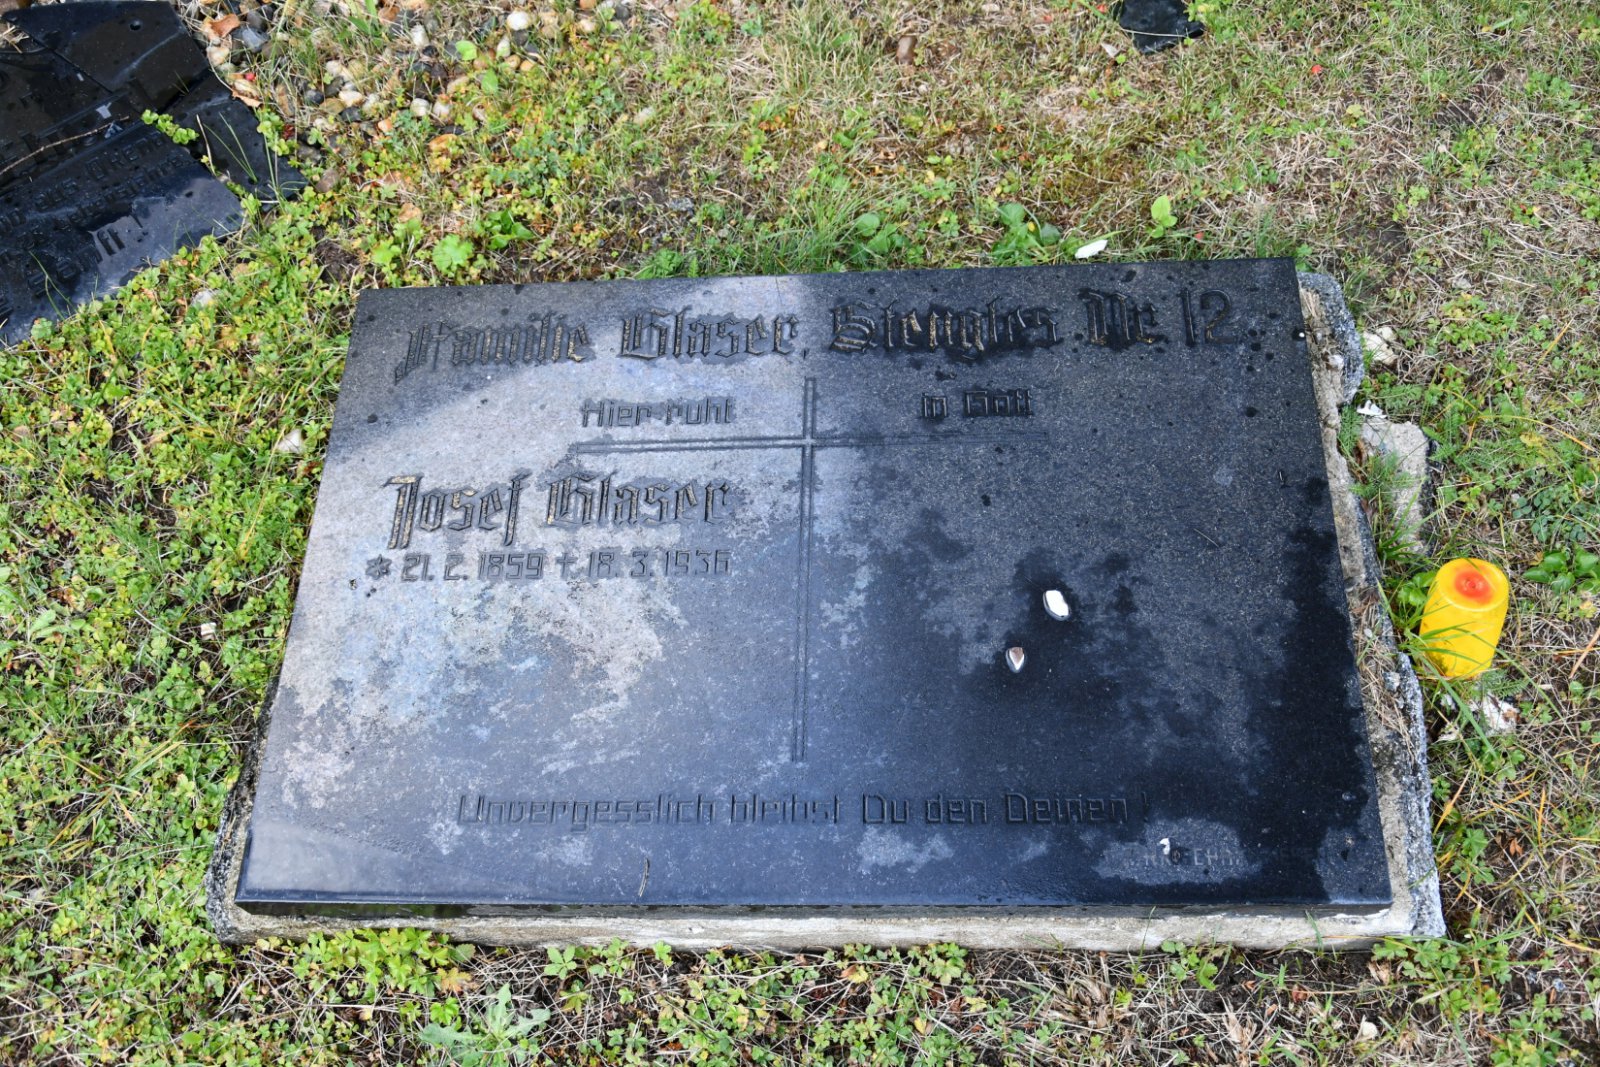 Familie Glaser, Stengles Nr. 12
Hier ruht in Gott
Josef Glaser
* 21. 2. 1859 + 18. 3. 1936
Unvergesslich bleibst Du den Deinen!